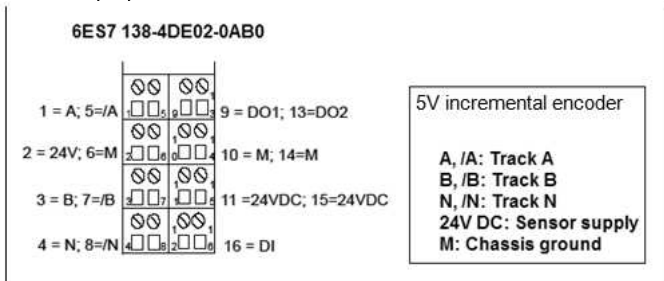 6ES7 138-4DE02-0AB0
1 = A; 5=/A
9 = DO1; 13=DO2
2 = 24V; 6=M
10 = M; 14=M
3 = B; 7=/B
11 =24VDC; 15=24VDC
4 = N; 8=/N
16 = DI
5V incremental encoder
A, /A: Track A
B, /B: Track B
N, /N: Track N
24V DC: Sensor supply
M: Chassis ground